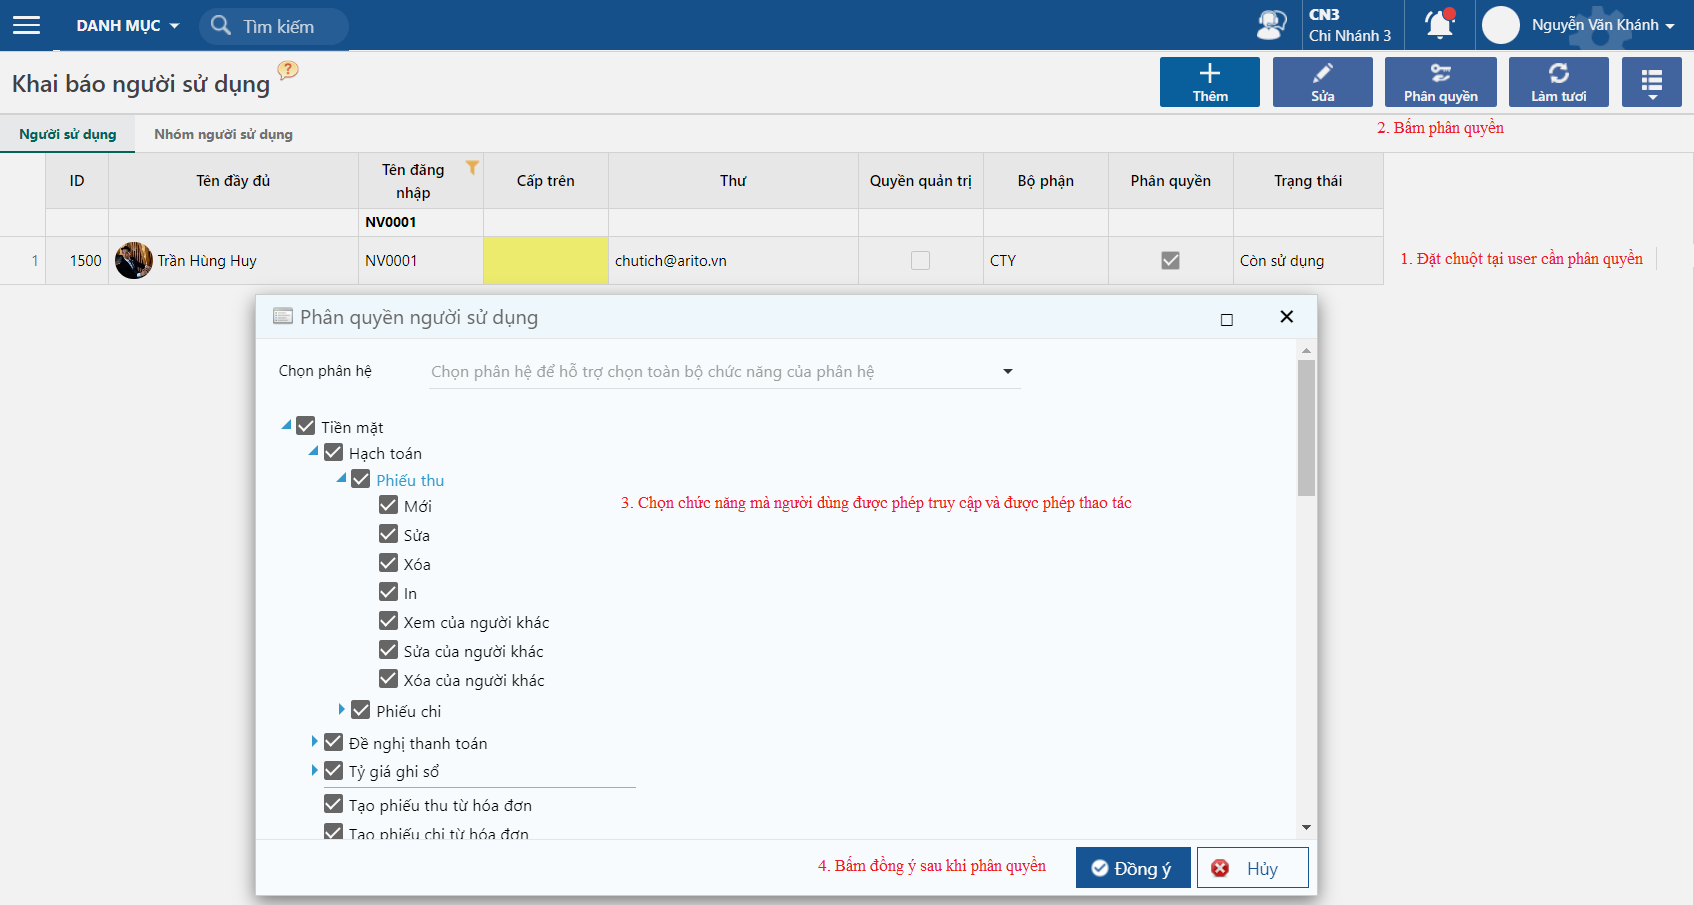 DANH MỤC
Tìm kiếm
CN3
Chi Nhánh 3
Nguyễn Văn Khánh
Khai báo người sử dụng
?
Thêm
Sửa
Phân quyền
Làm tươi
2. Bấm phân quyền
Người sử dụng
Nhóm người sử dụng
ID
Tên đầy đủ
Tên đăng
nhập
Cấp trên
Thư
Quyền quản trị
Bộ phận
Phân quyền
Trạng thái
NV0001
1
1500
Trần Hùng Huy
NV0001
chutich@arito.vn
CTY
Còn sử dụng
1. Đặt chuột tại user cần phân quyền
Phân quyền người sử dụng
Chọn phân hệ
Chọn phân hệ để hỗ trợ chọn toàn bộ chức năng của phân hệ
Tiền mặt
Hạch toán
Phiếu thu
Mới
3. Chọn chức năng mà người dùng được phép truy cập và được phép thao tác
Sửa
Xóa
In
Xem của người khác
Sửa của người khác
Xóa của người khác
Phiếu chi
Đề nghị thanh toán
Tỷ giá ghi sổ
Tạo phiếu thu từ hóa đơn
Tạo phiếu chi từ hóa đơn
4. Bấm đồng ý sau khi phân quyền
Đồng ý
Hủy